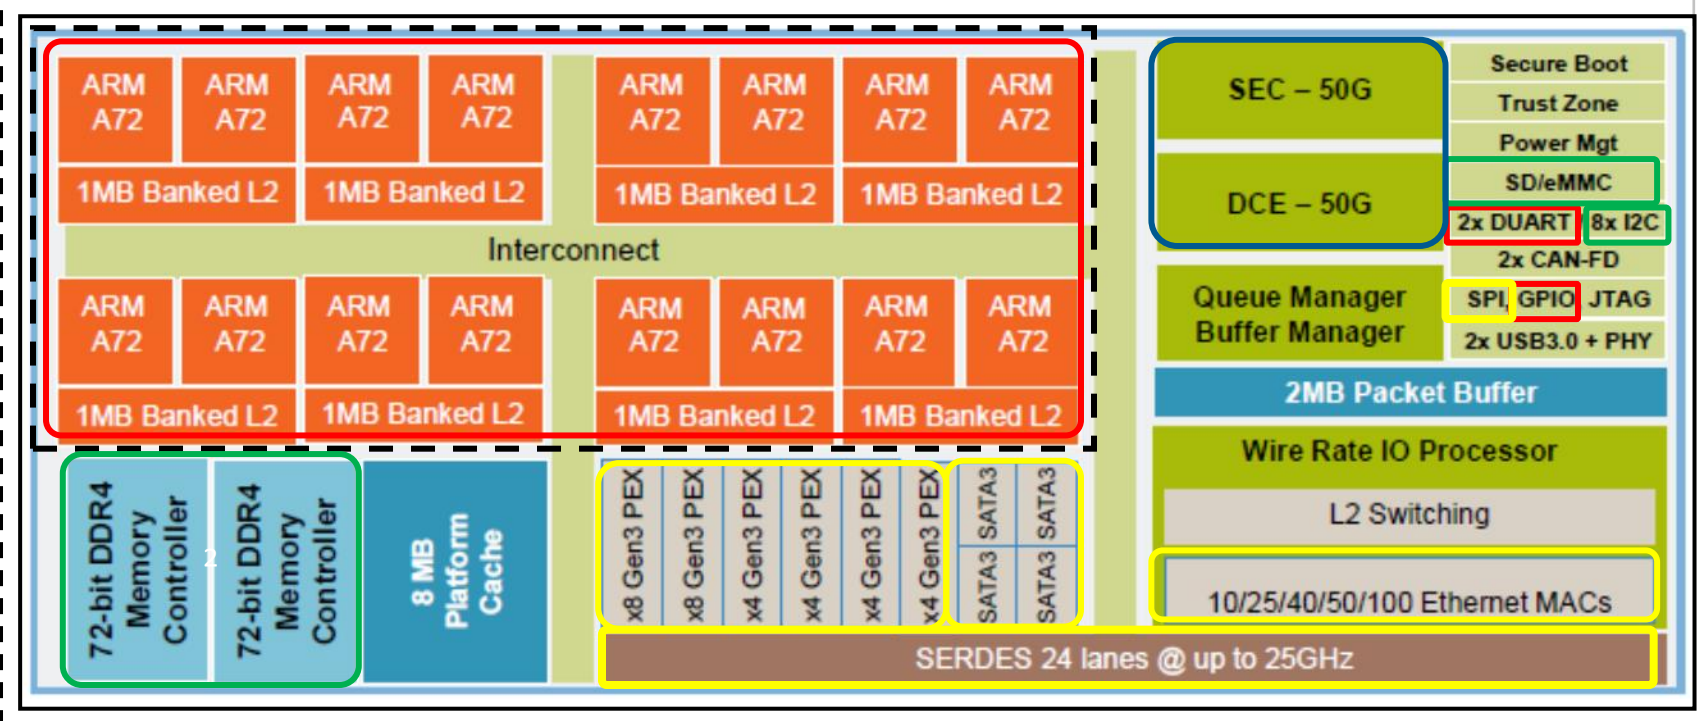 ARM
A72
ARM
A72
ARM
A72
ARM
A72
ARM
A72
ARM
A72
ARM
A72
ARM
A72
1MB Banked L2
1MB Banked L2
1MB Banked L2
1MB Banked L2
Interconnect
ARM
A72
ARM
A72
ARM
A72
ARM
A72
ARM
A72
ARM
A72
ARM
A72
ARM
A72
1MB Banked L2
1MB Banked L2
1MB Banked L2
1MB Banked L2
72-bit DDR4
Memory
Controller
2
72-bit DDR4
Memory
Controller
8 MB
Platform
Cache
x8 Gen3 PEX
x8 Gen3 PEX
x4 Gen3 PEX
x4 Gen3 PEX
x4 Gen3 PEX
x4 Gen3 PEX
SATA3
SATA3
SATA3
SATA3
SERDES 24 lanes @ up to 25GHz
SEC – 50G
DCE – 50G
Queue Manager
Buffer Manager
Secure Boot
Trust Zone
Power Mgt
SD/eMMC
2x DUART 8x I2C
2x CAN-FD
SPI, GPIO, JTAG
2x USB3.0 + PHY
2MB Packet Buffer
Wire Rate IO Processor
L2 Switching
10/25/40/50/100 Ethernet MACs